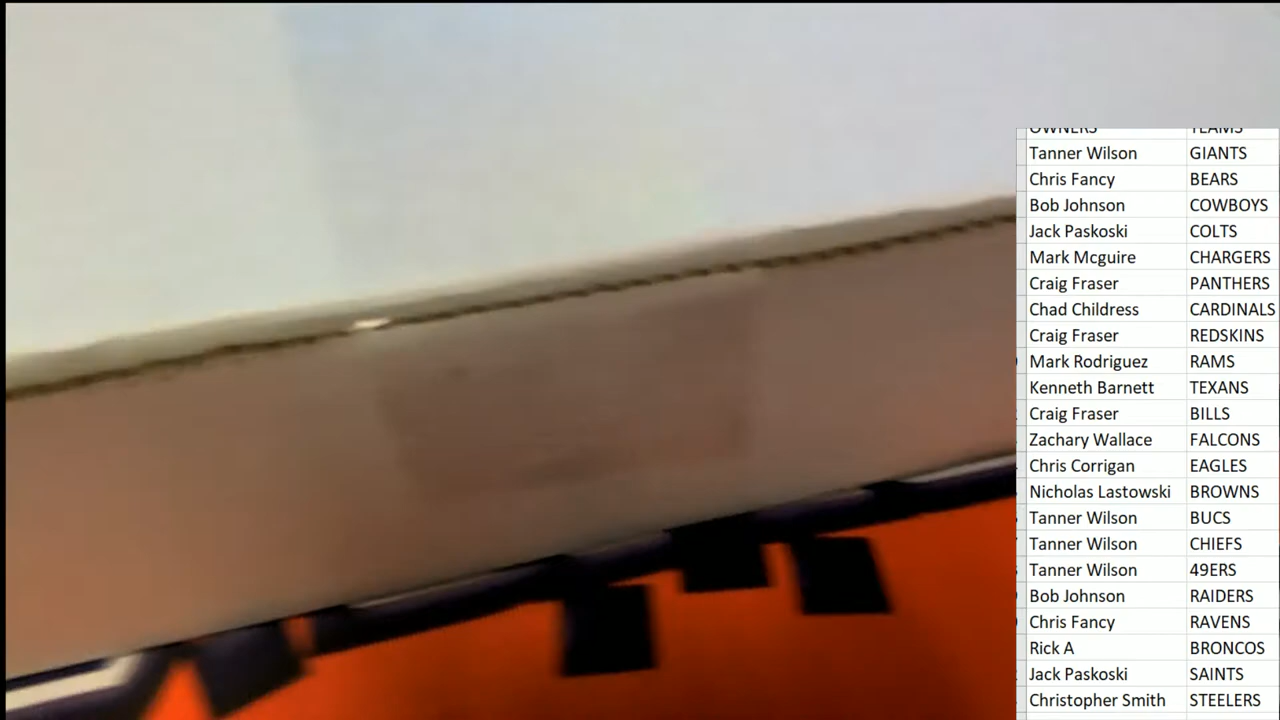 OWNERS TEAMS
Tanner Wilson GIANTS
Chris Fancy BEARS
Bob Johnson COWBOYS
Jack Paskoski COLTS
Mark Mcguire CHARGERS
Craig Fraser PANTHERS
Chad Childress CARDINALS
Craig Fraser REDSKINS
Mark Rodriguez RAMS
Kenneth Barnett TEXANS
Craig Fraser BILLS
Zachary Wallace FALCONS
Chris Corrigan EAGLES
Nicholas Lastowski BROWNS
Tanner Wilson BUCS
Tanner Wilson CHIEFS
Tanner Wilson 49ERS
Bob Johnson RAIDERS
Chris Fancy RAVENS
Rick A BRONCOS
Jack Paskoski SAINTS
Christopher Smith STEELERS